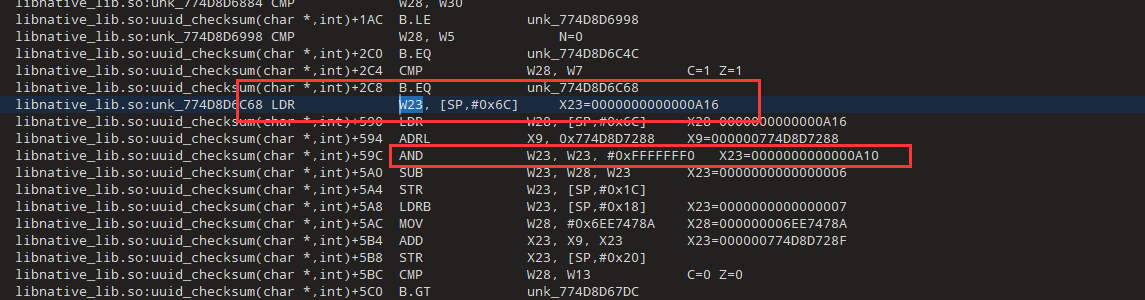 libnative_lib.so:unk_774D8D6884 CMP W28, W30
libnative_lib.so:uuid_checksum(char *,int)+1AC B.LE unk_774D8D6998
libnative_lib.so:unk_774D8D6998 CMP W28, W5 N=0
libnative_lib.so:uuid_checksum(char *,int)+2C0 B.EQ unk_774D8D6C4C
libnative_lib.so:uuid_checksum(char *,int)+2C4 CMP W28, W7 C=1 Z=1
libnative_lib.so:uuid_checksum(char *,int)+2C8 B.EQ unk_774D8D6C68
libnative_lib.so:unk_774D8D6C68 LDR W23, [SP,#0x6C] X23=0000000000000A16
libnative_lib.so:uuid_checksum(char *,int)+590 LDR W28, [SP,#0x6C] X28=0000000000000A16
libnative_lib.so:uuid_checksum(char *,int)+594 ADRL X9, 0x774D8D7288 X9=000000774D8D7288
libnative_lib.so:uuid_checksum(char *,int)+59C AND W23, W23, #0xFFFFFFF0 X23=0000000000000A10
libnative_lib.so:uuid_checksum(char *,int)+5A0 SUB W23, W28, W23 X23=0000000000000006
libnative_lib.so:uuid_checksum(char *,int)+5A4 STR W23, [SP,#0x1C]
libnative_lib.so:uuid_checksum(char *,int)+5A8 LDRB W23, [SP,#0x18] X23=0000000000000007
libnative_lib.so:uuid_checksum(char *,int)+5AC MOV W28, #0x6EE7478A X28=000000006EE7478A
libnative_lib.so:uuid_checksum(char *,int)+5B4 ADD X23, X9, X23 X23=000000774D8D728F
libnative_lib.so:uuid_checksum(char *,int)+5B8 STR X23, [SP,#0x20]
libnative_lib.so:uuid_checksum(char *,int)+5BC CMP W28, W13 C=0 Z=0
libnative_lib.so:uuid_checksum(char *,int)+5C0 B.GT unk_774D8D67DC